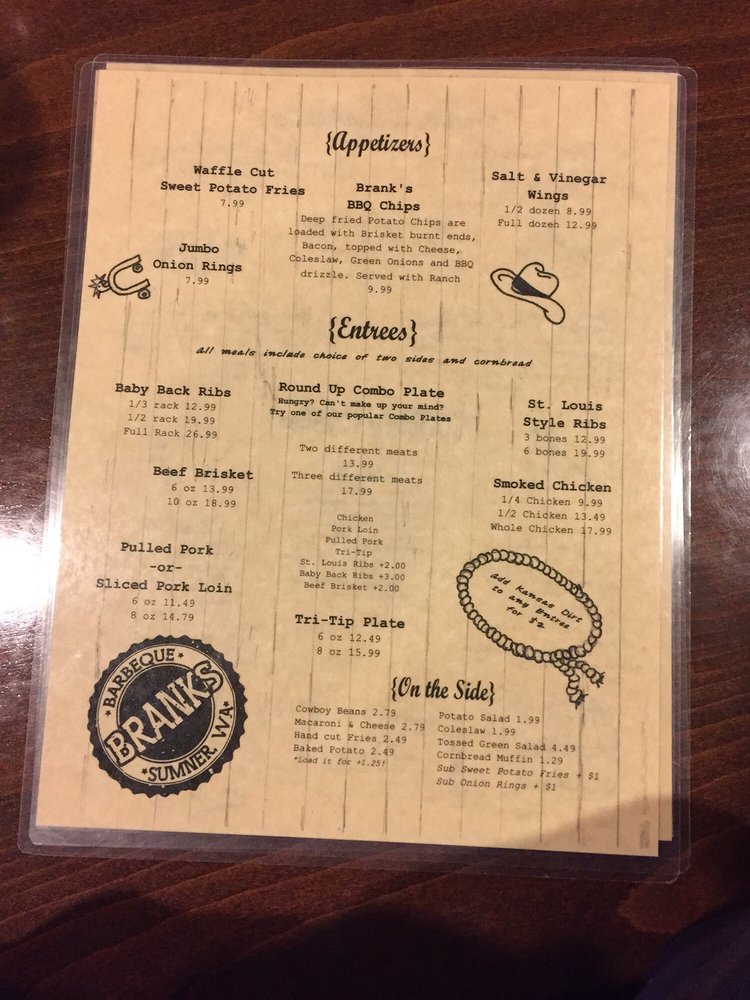 {Appetizers}
Waffle Cut
Sweet Potato Fries
7.99
Jumbo
Onion Rings
7.99
Brank's
BBQ Chips
Deep fried Potato Chips are
loaded with Brisket burnt ends,
Bacon, topped with Cheese,
Coleslaw, Green Onions and BBQ
drizzle. Served with Ranch
9.99
Salt & Vinegar
Wings
1/2 dozen 8.99
Full dozen 12.99
{Entrees}
All meals include choice of two sides and cornbread
Baby Back Ribs
1/3 rack 12.99
1/2 rack 19.99
Full Rack 26.99
Beef Brisket
6 oz 13.99
10 oz 18.99
Pulled Pork
-or-
Sliced Pork Loin
6 oz 11.49
8 oz 14.79
Round Up Combo Plate
Hungry? Can't make up your mind?
Try one of our popular Combo Plates
Two different meats
13.99
Three different meats
17.99
Chicken
Pork Loin
Pulled Pork
Tri-Tip
St. Louis Ribs +2.00
Baby Back Ribs +3.00
Beef Brisket +2.00
Tri-Tip Plate
6 oz 12.49
8 oz 15.99
St. Louis
Style Ribs
3 bones 12.99
6 bones 19.99
Smoked Chicken
1/4 Chicken 9.99
1/2 Chicken 13.49
Whole Chicken 17.99
add Kansas Dirt
to any Entree
for $2
{On the Side}
Cowboy Beans 2.79
Macaroni & Cheese 2.79
Hand cut Fries 2.49
Baked Potato 2.49
*Load it for +1.25!
Potato Salad 1.99
Coleslaw 1.99
Tossed Green Salad 4.49
Cornbread Muffin 1.29
Sub Sweet Potato Fries + $1
Sub Onion Rings + $1
BARBEQUE
BRANKS
SUMNER, WA